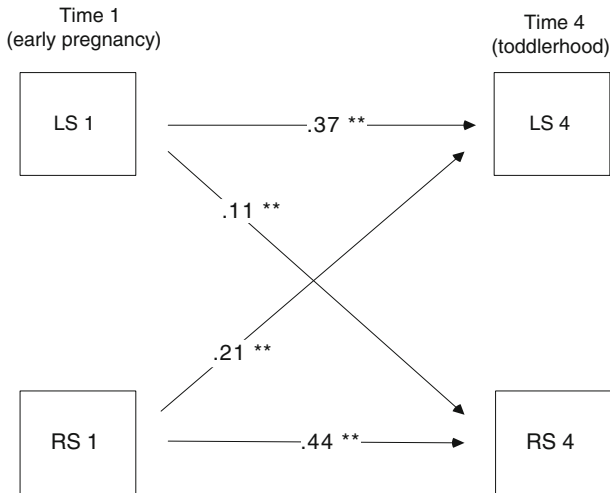 Time 1
(early pregnancy)
Time 4
(toddlerhood)
LS 1
.37 **
LS 4
.11 **
.21 **
RS 1
.44 **
RS 4